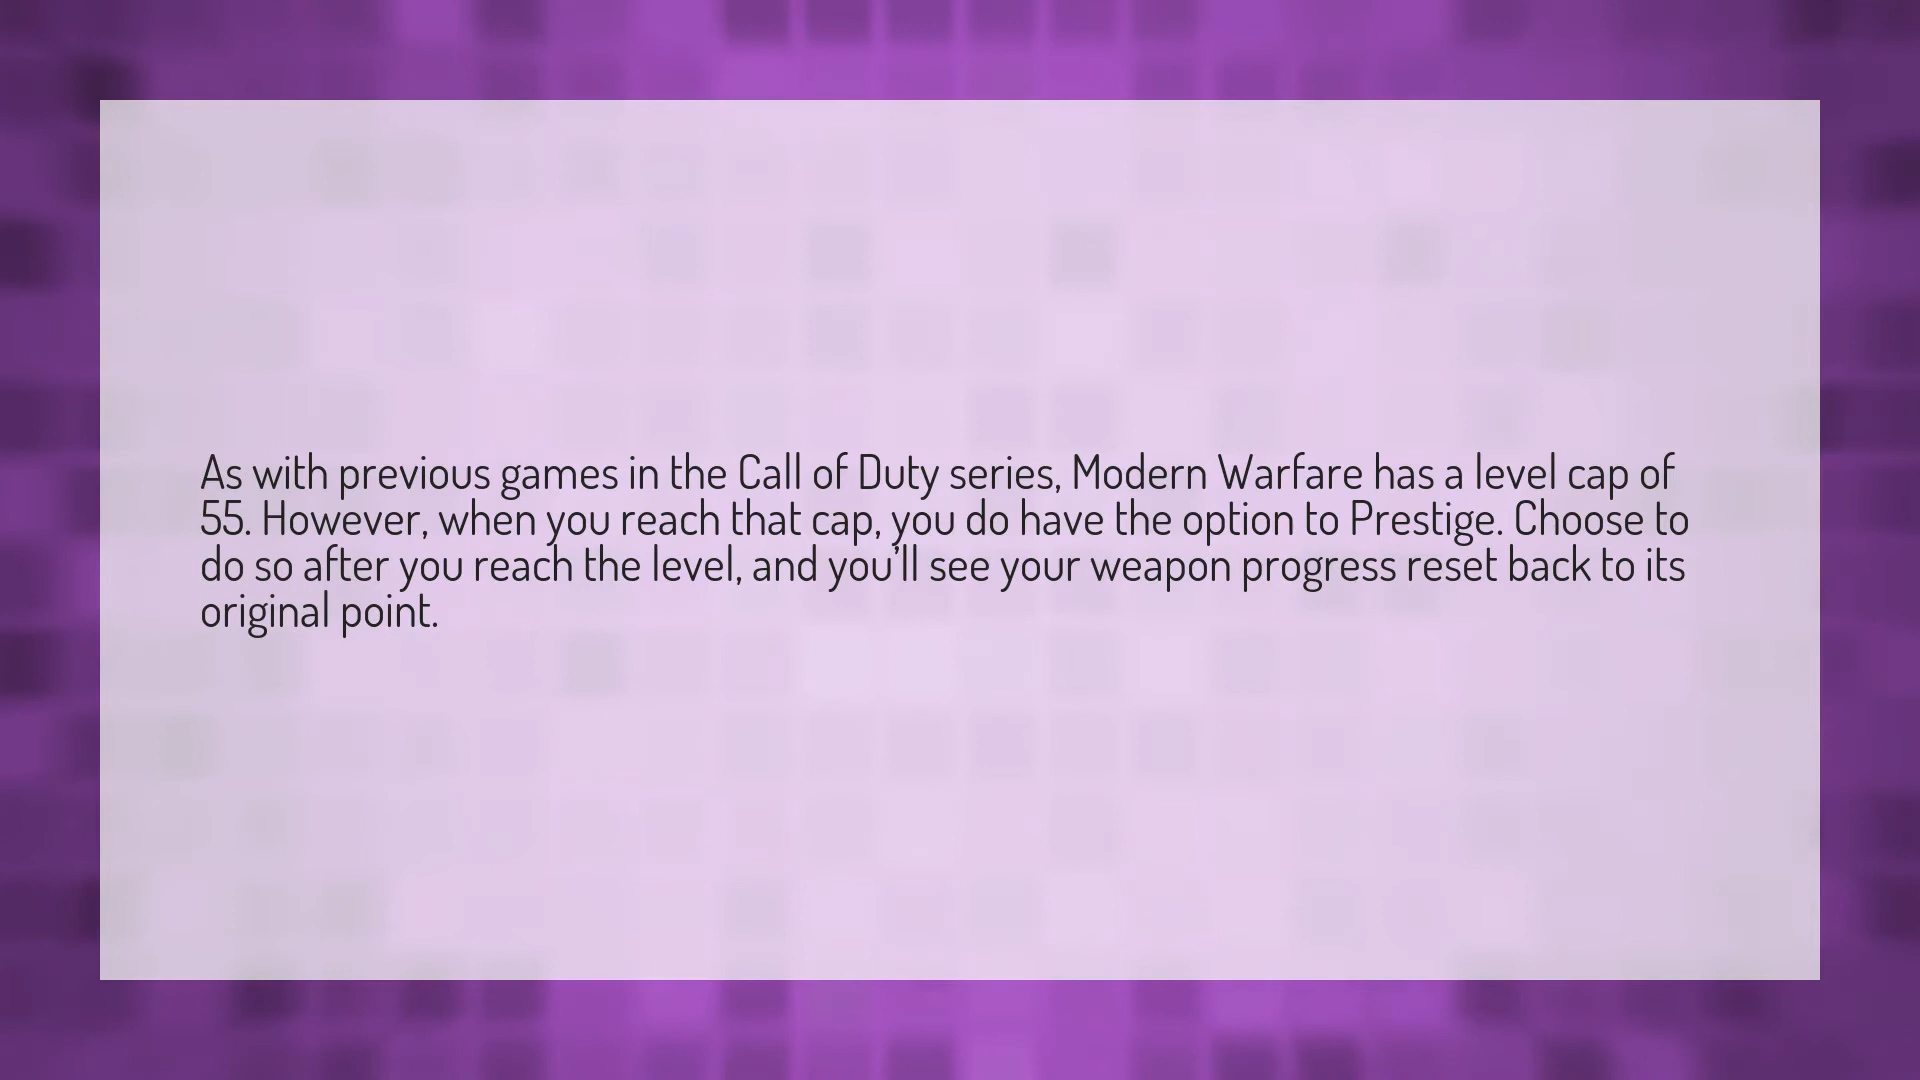 As with previous games in the Call of Duty series, Modern Warfare has a level cap of
55. However, when you reach that cap, you do have the option to Prestige. Choose to
do so after you reach the level, and you'll see your weapon progress reset back to its
original point.